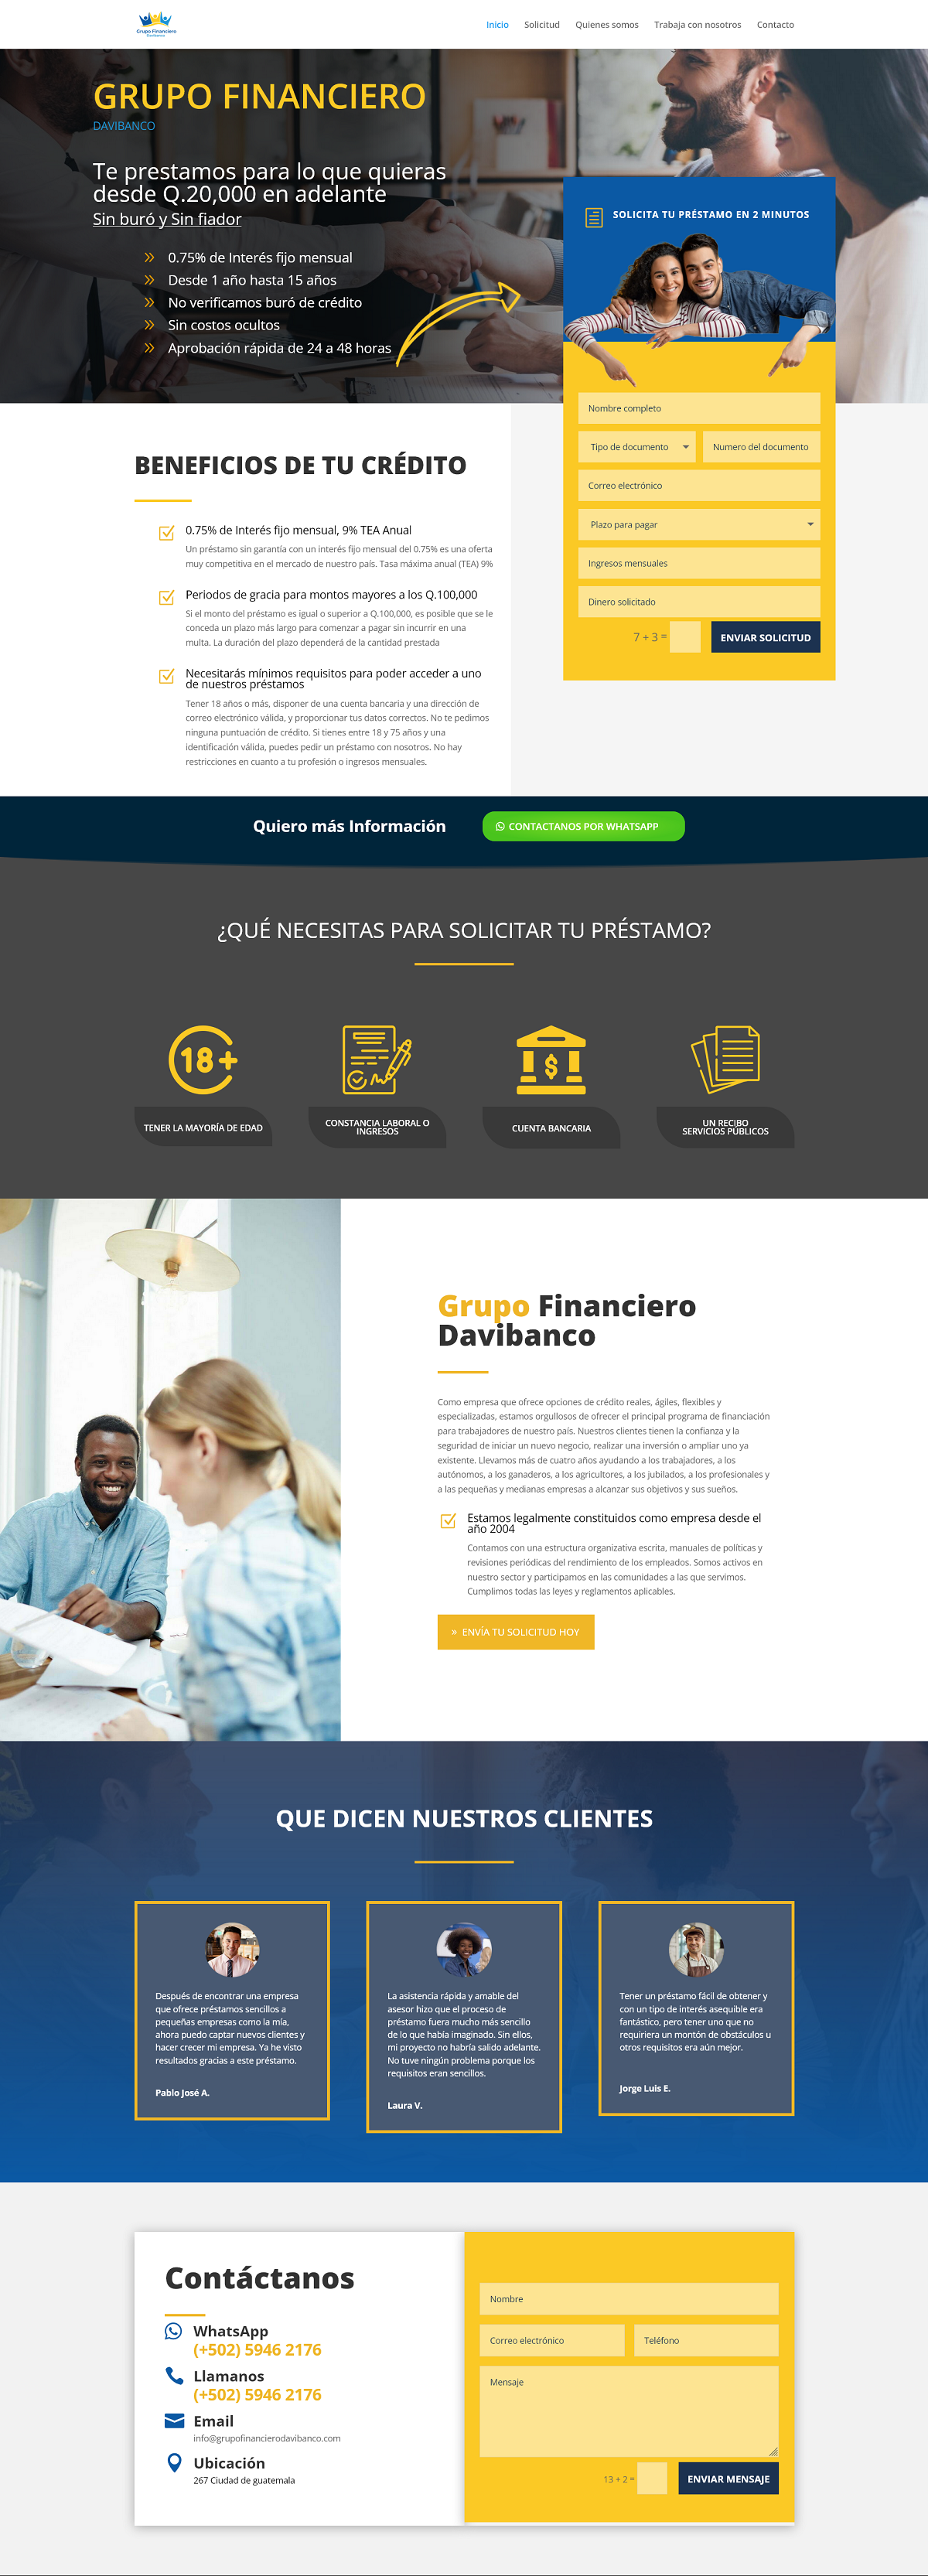 Grupo Financiero
Davibanco
Inicio
Solicitud
Quienes somos
Trabaja con nosotros
Contacto
GRUPO FINANCIERO
DAVIBANCO
Te prestamos para lo que quieras
desde Q.20,000 en adelante
Sin buró y Sin fiador
0.75% de Interés fijo mensual
Desde 1 año hasta 15 años
No verificamos buró de crédito
Sin costos ocultos
Aprobación rápida de 24 a 48 horas
SOLICITA TU PRÉSTAMO EN 2 MINUTOS
Nombre completo
Tipo de documento
Numero del documento
Correo electrónico
Plazo para pagar
Ingresos mensuales
Dinero solicitado
7 + 3 =
ENVIAR SOLICITUD
BENEFICIOS DE TU CRÉDITO
0.75% de Interés fijo mensual, 9% TEA Anual
Un préstamo sin garantía con un interés fijo mensual del 0.75% es una oferta
muy competitiva en el mercado de nuestro país. Tasa máxima anual (TEA) 9%
Periodos de gracia para montos mayores a los Q.100,000
Si el monto del préstamo es igual o superior a Q.100,000, es posible que se le
conceda un plazo más largo para comenzar a pagar sin incurrir en una
multa. La duración del plazo dependerá de la cantidad prestada
Necesitarás mínimos requisitos para poder acceder a uno
de nuestros préstamos
Tener 18 años o más, disponer de una cuenta bancaria y una dirección de
correo electrónico válida, y proporcionar tus datos correctos. No te pedimos
ninguna puntuación de crédito. Si tienes entre 18 y 75 años y una
identificación válida, puedes pedir un préstamo con nosotros. No hay
restricciones en cuanto a tu profesión o ingresos mensuales.
Quiero más Información
CONTACTANOS POR WHATSAPP
¿QUÉ NECESITAS PARA SOLICITAR TU PRÉSTAMO?
18+
$
TENER LA MAYORÍA DE EDAD
CONSTANCIA LABORAL O
INGRESOS
CUENTA BANCARIA
UN RECIBO
SERVICIOS PÚBLICOS
Grupo Financiero
Davibanco
Como empresa que ofrece opciones de crédito reales, ágiles, flexibles y
especializadas, estamos orgullosos de ofrecer el principal programa de financiación
para trabajadores de nuestro país. Nuestros clientes tienen la confianza y la
seguridad de iniciar un nuevo negocio, realizar una inversión o ampliar uno ya
existente. Llevamos más de cuatro años ayudando a los trabajadores, a los
autónomos, a los ganaderos, a los agricultores, a los jubilados, a los profesionales y
a las pequeñas y medianas empresas a alcanzar sus objetivos y sus sueños.
Estamos legalmente constituidos como empresa desde el
año 2004
Contamos con una estructura organizativa escrita, manuales de políticas y
revisiones periódicas del rendimiento de los empleados. Somos activos en
nuestro sector y participamos en las comunidades a las que servimos.
Cumplimos todas las leyes y reglamentos aplicables.
» ENVÍA TU SOLICITUD HOY
QUE DICEN NUESTROS CLIENTES
Después de encontrar una empresa
que ofrece préstamos sencillos a
pequeñas empresas como la mía,
ahora puedo captar nuevos clientes y
hacer crecer mi empresa. Ya he visto
resultados gracias a este préstamo.
Pablo José A.
La asistencia rápida y amable del
asesor hizo que el proceso de
préstamo fuera mucho más sencillo
de lo que había imaginado. Sin ellos,
mi proyecto no habría salido adelante.
No tuve ningún problema porque los
requisitos eran sencillos.
Laura V.
Tener un préstamo fácil de obtener y
con un tipo de interés asequible era
fantástico, pero tener uno que no
requiriera un montón de obstáculos u
otros requisitos era aún mejor.
Jorge Luis E.
Contáctanos
WhatsApp
(+502) 5946 2176
Llamanos
(+502) 5946 2176
Email
info@grupofinancierodavibanco.com
Ubicación
267 Ciudad de guatemala
Nombre
Correo electrónico
Teléfono
Mensaje
13 + 2 =
ENVIAR MENSAJE